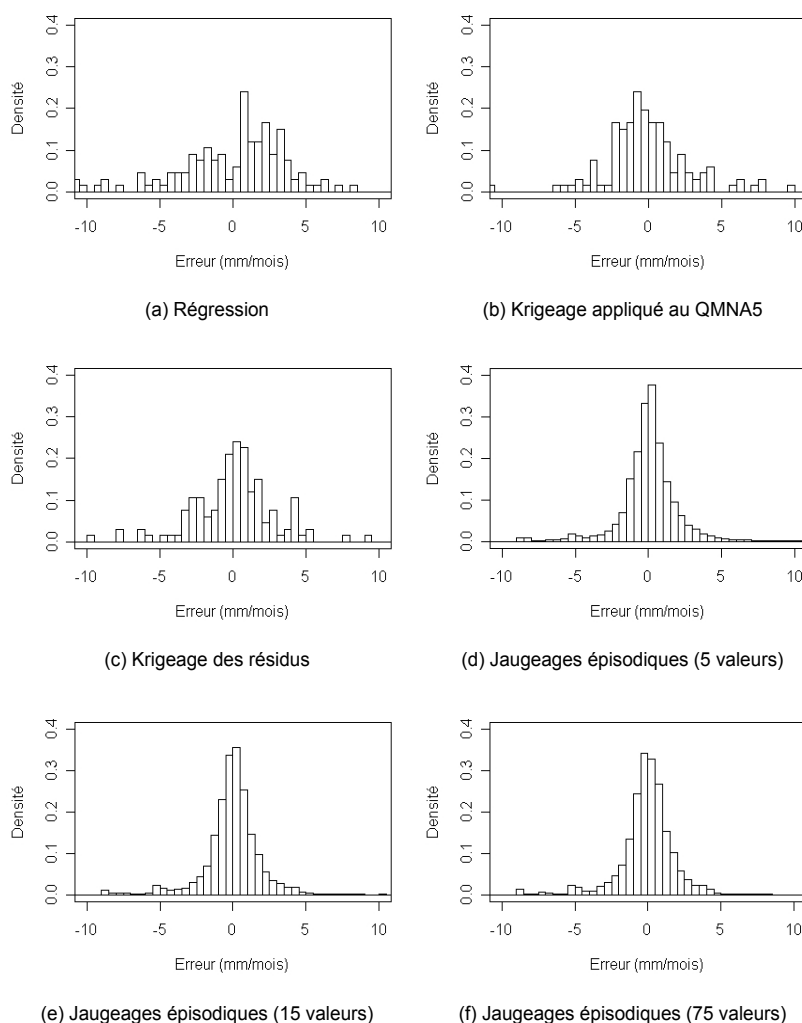 0.4
0.3
0.2
0.1
0.0
Densité
-10 -5 0 5 10
Erreur (mm/mois)
(a) Régression
0.4
0.3
0.2
0.1
0.0
Densité
-10 -5 0 5 10
Erreur (mm/mois)
(b) Krigeage appliqué au QMNA5
0.4
0.3
0.2
0.1
0.0
Densité
-10 -5 0 5 10
Erreur (mm/mois)
(c) Krigeage des résidus
0.4
0.3
0.2
0.1
0.0
Densité
-10 -5 0 5 10
Erreur (mm/mois)
(d) Jaugeages épisodiques (5 valeurs)
0.4
0.3
0.2
0.1
0.0
Densité
-10 -5 0 5 10
Erreur (mm/mois)
(e) Jaugeages épisodiques (15 valeurs)
0.4
0.3
0.2
0.1
0.0
Densité
-10 -5 0 5 10
Erreur (mm/mois)
(f) Jaugeages épisodiques (75 valeurs)